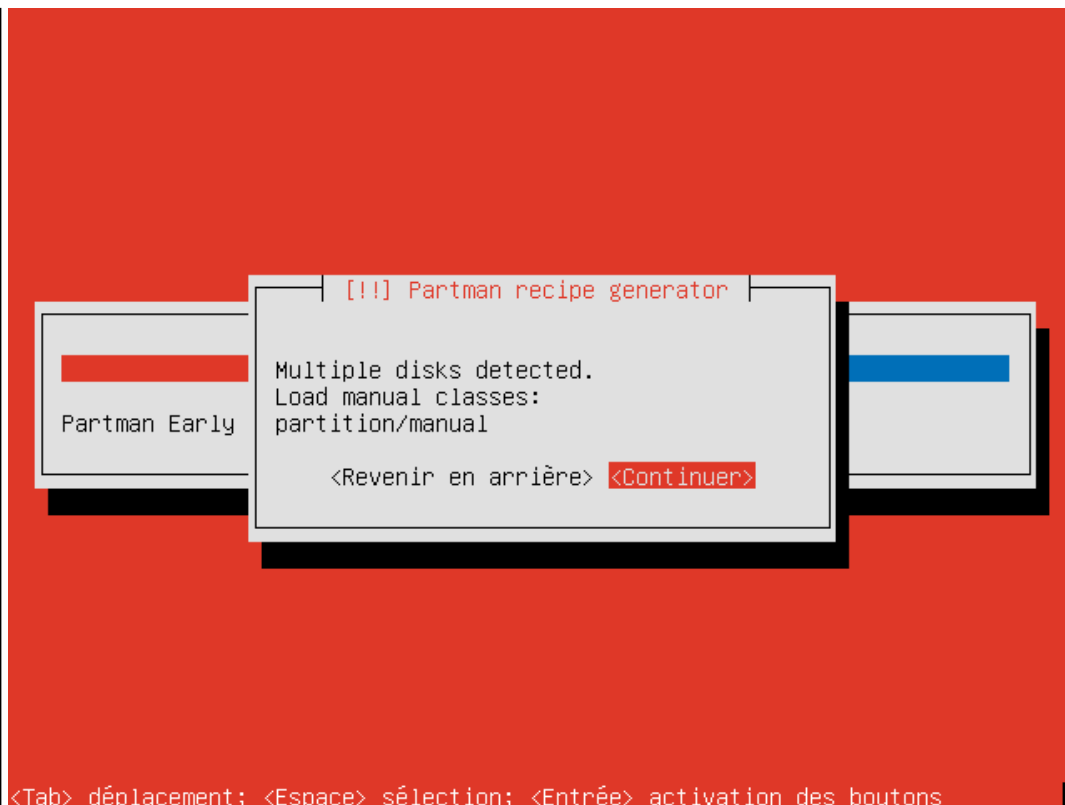 [!!] Partman recipe generator
Multiple disks detected.
Load manual classes:
partition/manual
<Revenir en arrière> <Continuer>
Partman Early
<Tab> déplacement; <Espace> sélection; <Entrée> activation des boutons